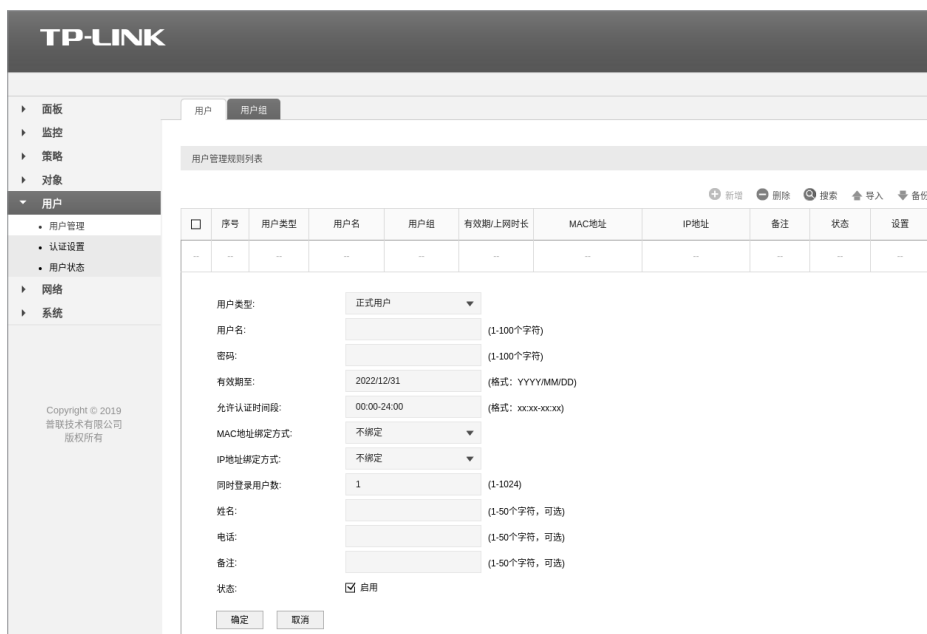 TP-LINK
用户 用户组
面板
监控
策略
对象
用户
用户管理
认证设置
用户状态
网络
系统
Copyright © 2019
普联技术有限公司
版权所有
用户管理规则列表
新增 删除 搜索 导入 备份
序号 用户类型 用户名 用户组 有效期/上网时长 MAC地址 IP地址 备注 状态 设置
-- -- -- -- -- -- -- -- -- -- --
用户类型: 正式用户
用户名: (1-100个字符)
密码: (1-100个字符)
有效期至: 2022/12/31 (格式：YYYY/MM/DD)
允许认证时间段: 00:00-24:00 (格式：xx:xx-xx:xx)
MAC地址绑定方式: 不绑定
IP地址绑定方式: 不绑定
同时登录用户数: 1 (1-1024)
姓名: (1-50个字符，可选)
电话: (1-50个字符，可选)
备注: (1-50个字符，可选)
状态: 启用
确定 取消